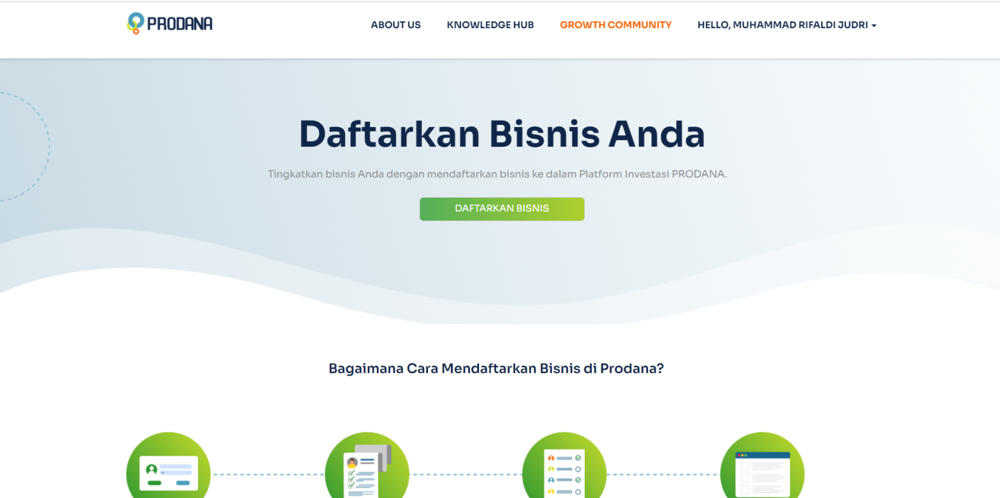 PRODANA
ABOUT US
KNOWLEDGE HUB
GROWTH COMMUNITY
HELLO, MUHAMMAD RIFALDI JUDRI
Daftarkan Bisnis Anda
Tingkatkan bisnis Anda dengan mendaftarkan bisnis ke dalam Platform Investasi PRODANA.
DAFTARKAN BISNIS
Bagaimana Cara Mendaftarkan Bisnis di Prodana?